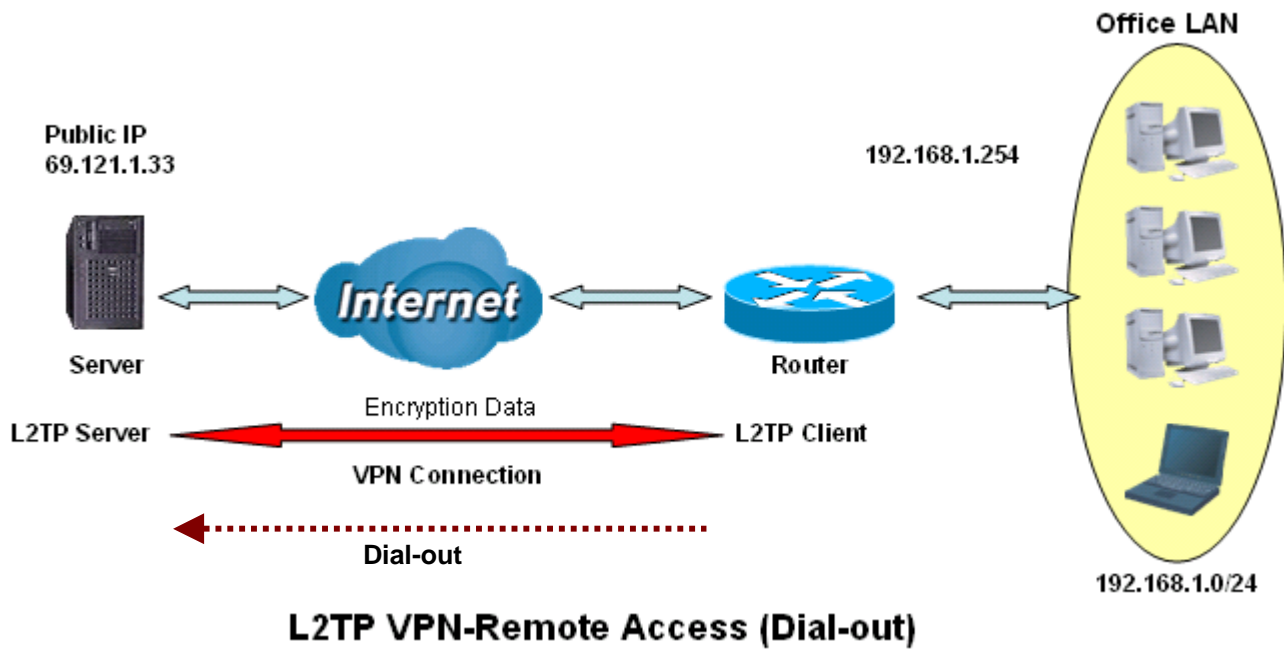 Office LAN
Public IP
69.121.1.33
192.168.1.254
Internet
Server
Router
Encryption Data
L2TP Server
L2TP Client
VPN Connection
Dial-out
192.168.1.0/24
L2TP VPN-Remote Access (Dial-out)